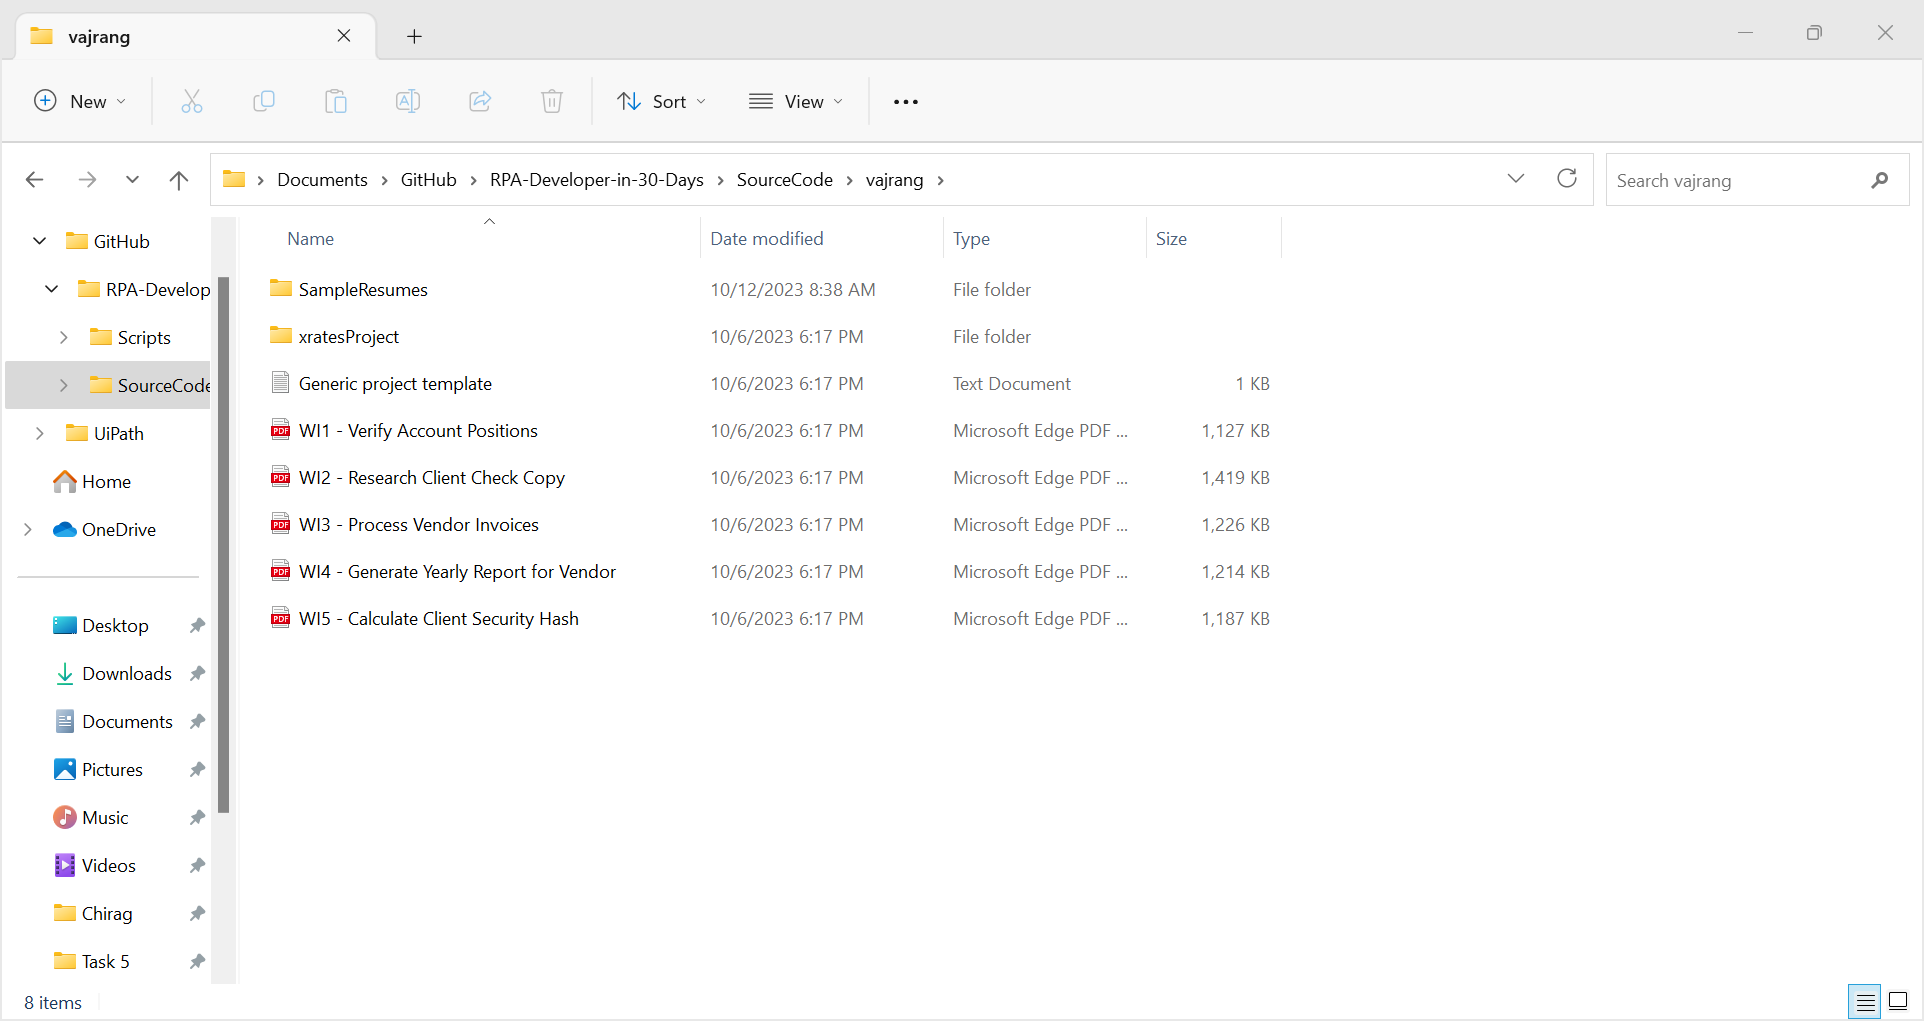 vajrang
New
Sort
View
Documents > GitHub > RPA-Developer-in-30-Days > SourceCode > vajrang >
Search vajrang
GitHub
RPA-Develop
Scripts
SourceCode
UiPath
Home
OneDrive
Desktop
Downloads
Documents
Pictures
Music
Videos
Chirag
Task 5
Name Date modified Type Size
SampleResumes 10/12/2023 8:38 AM File folder
xratesProject 10/6/2023 6:17 PM File folder
Generic project template 10/6/2023 6:17 PM Text Document 1 KB
PDF WI1 - Verify Account Positions 10/6/2023 6:17 PM Microsoft Edge PDF ... 1,127 KB
PDF WI2 - Research Client Check Copy 10/6/2023 6:17 PM Microsoft Edge PDF ... 1,419 KB
PDF WI3 - Process Vendor Invoices 10/6/2023 6:17 PM Microsoft Edge PDF ... 1,226 KB
PDF WI4 - Generate Yearly Report for Vendor 10/6/2023 6:17 PM Microsoft Edge PDF ... 1,214 KB
PDF WI5 - Calculate Client Security Hash 10/6/2023 6:17 PM Microsoft Edge PDF ... 1,187 KB
8 items